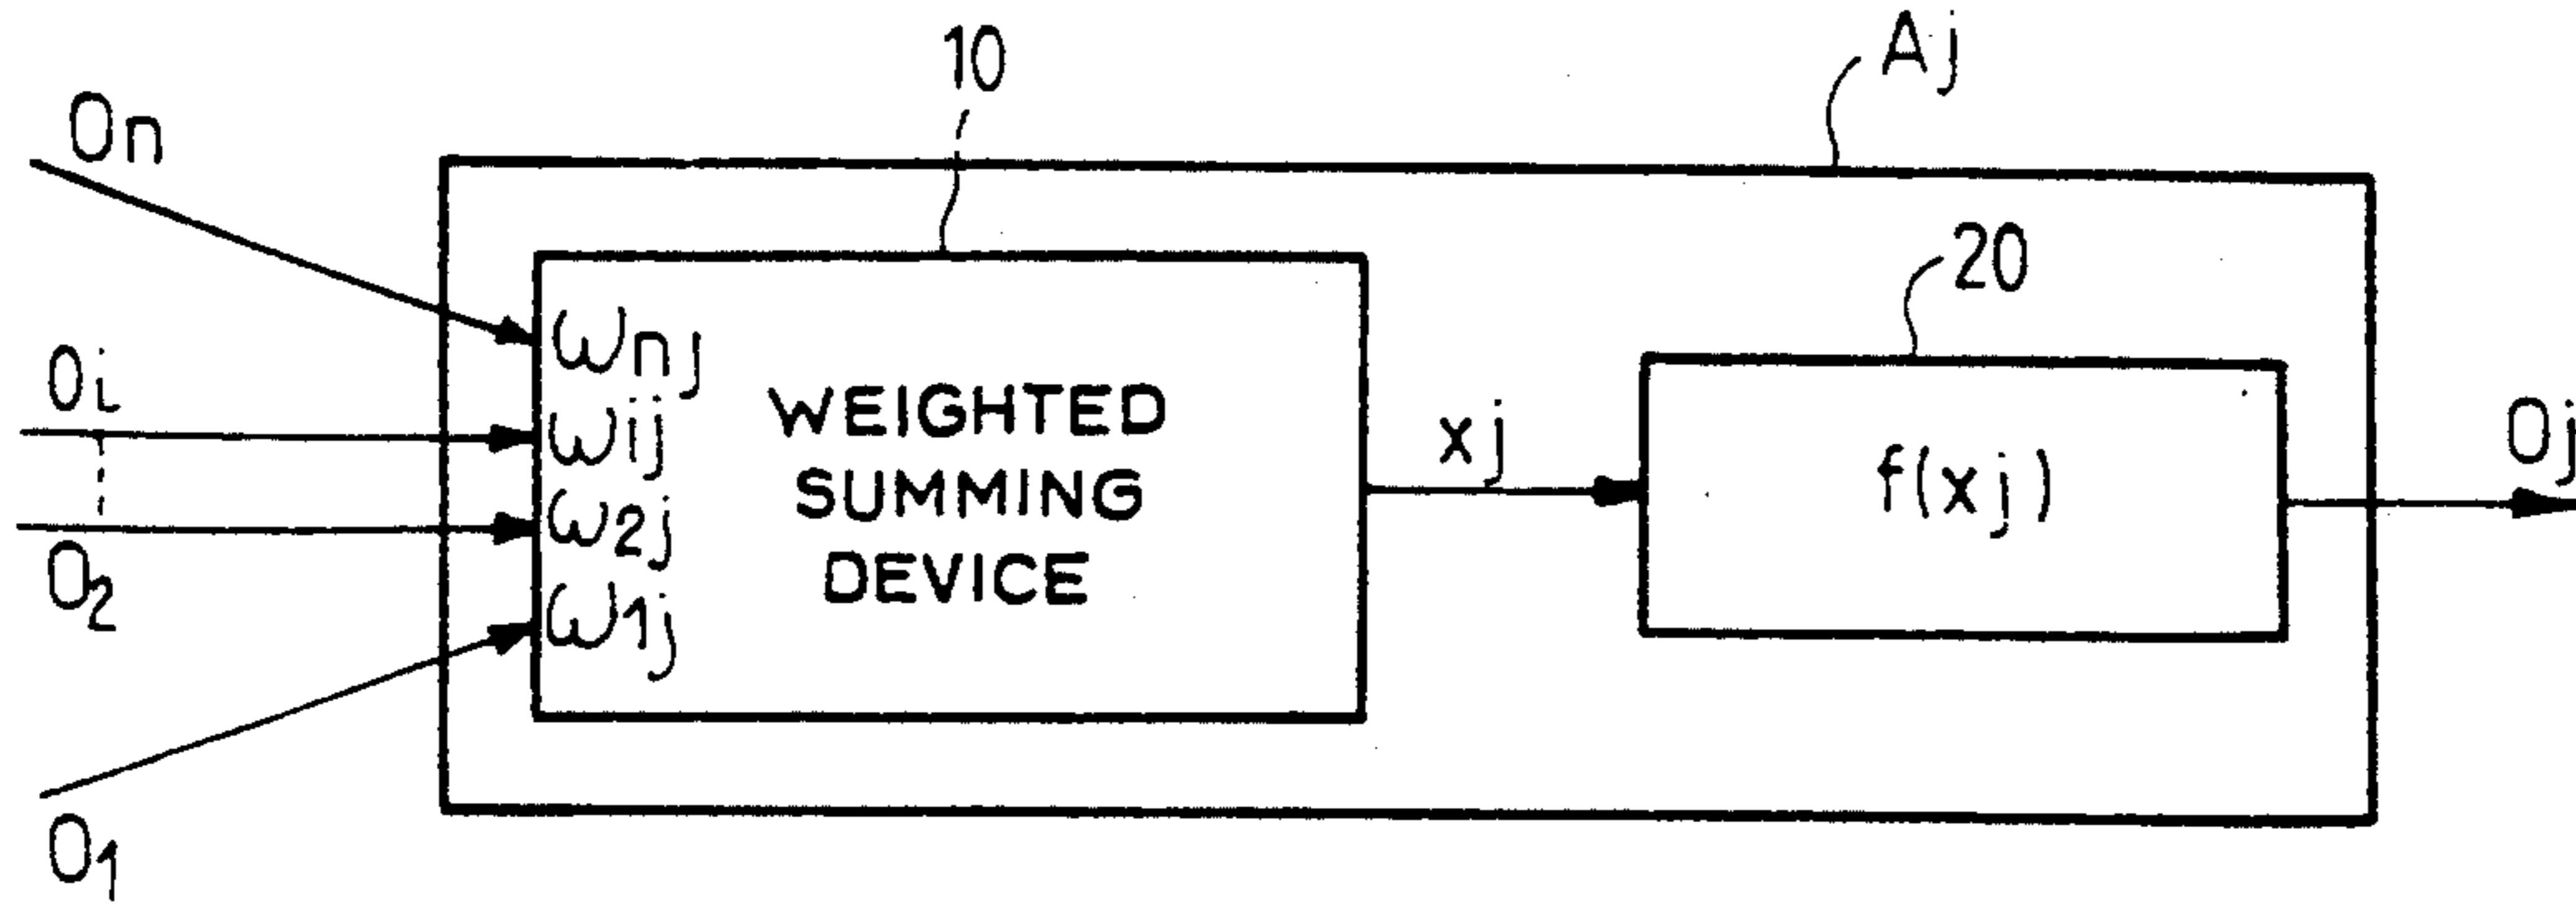 10
Aj
On
20
ωnj
Oi
ωij
WEIGHTED
SUMMING
DEVICE
xj
f(xj)
Oj
ω2j
O2
ω1j
O1